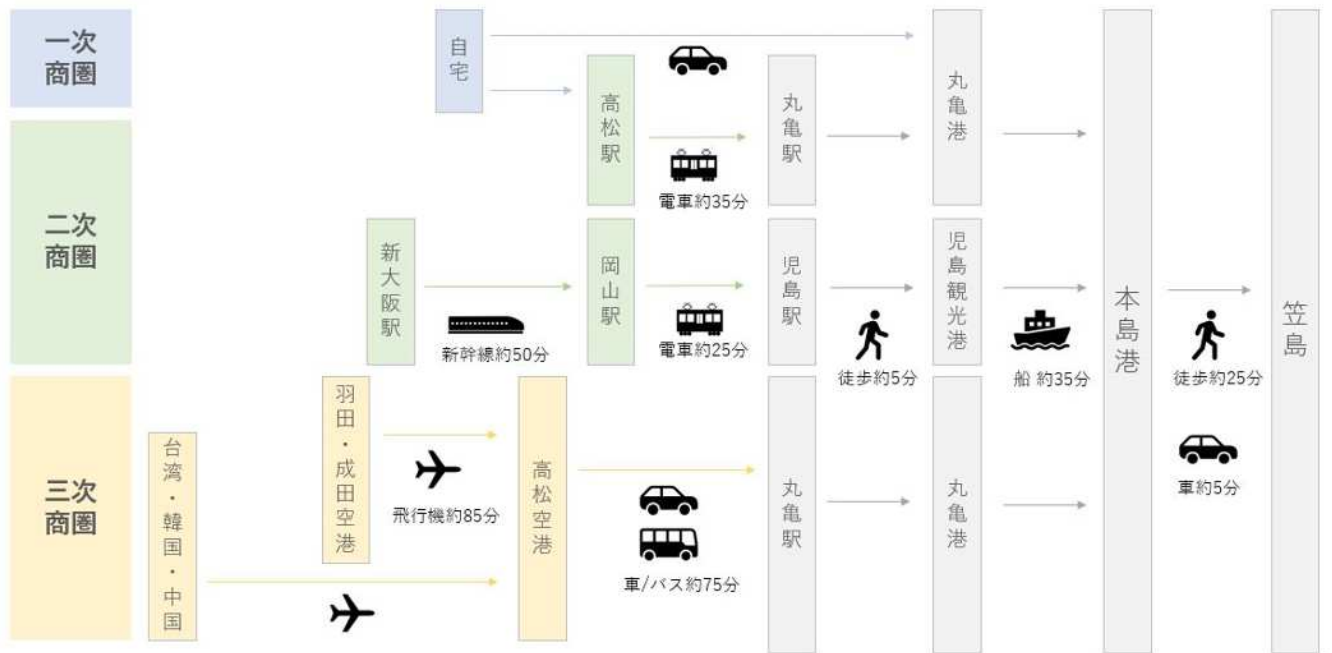 一次
商圏
自宅
高松駅
丸亀駅
丸亀港
電車約35分
二次
商圏
新大阪駅
新幹線約50分
岡山駅
電車約25分
児島駅
徒歩約5分
児島観光港
船 約35分
本島港
徒歩約25分
車約5分
笠島
三次
商圏
台湾・韓国・中国
羽田・成田空港
飛行機約85分
高松空港
車/バス約75分
丸亀駅
丸亀港